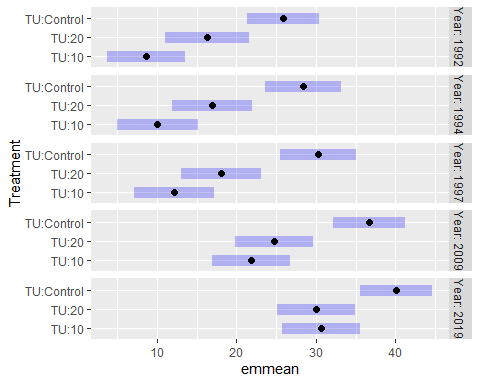 TU:Control
TU:20
TU:10
Year: 1992
TU:Control
TU:20
TU:10
Year: 1994
TU:Control
TU:20
TU:10
Year: 1997
TU:Control
TU:20
TU:10
Year: 2009
TU:Control
TU:20
TU:10
Year: 2019
Treatment
10 20 30 40
emmean